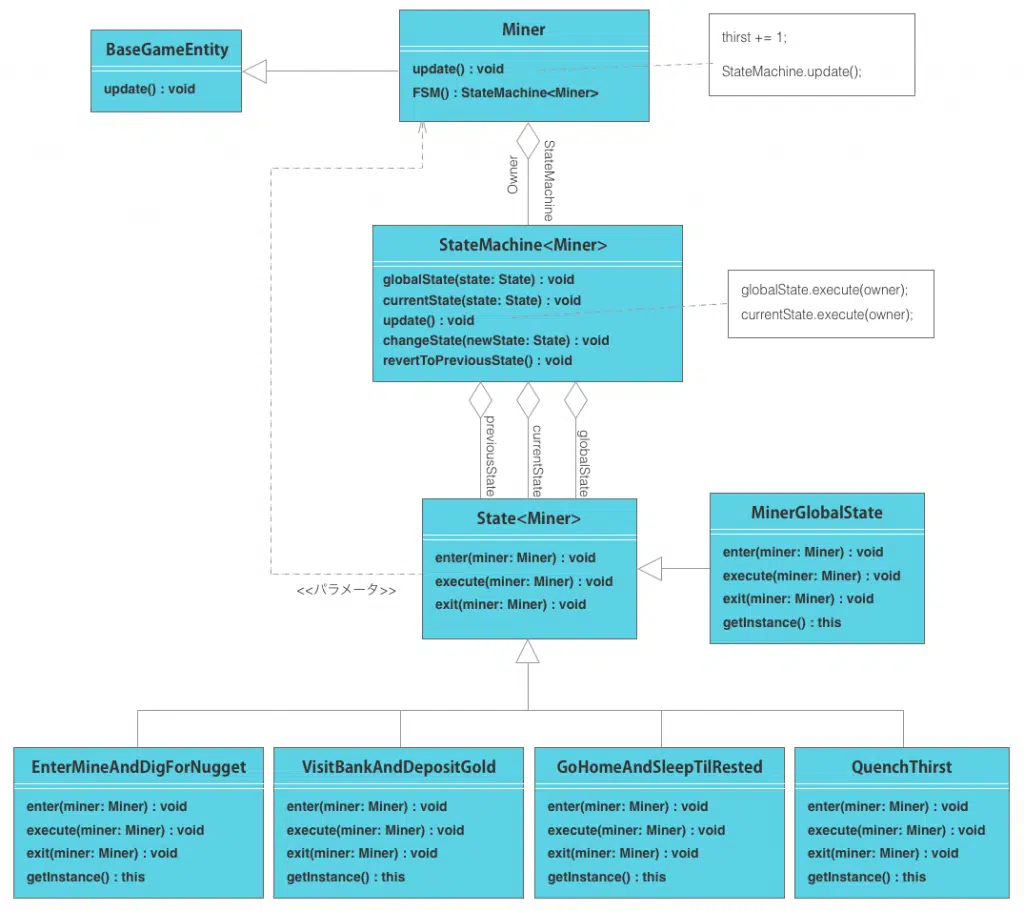 BaseGameEntity
update() : void
Miner
update() : void
FSM() : StateMachine<Miner>
thirst += 1;
StateMachine.update();
Owner
StateMachine
StateMachine<Miner>
globalState(state: State) : void
currentState(state: State) : void
update() : void
changeState(newState: State) : void
revertToPreviousState() : void
globalState.execute(owner);
currentState.execute(owner);
previousState
currentState
globalState
State<Miner>
enter(miner: Miner) : void
execute(miner: Miner) : void
exit(miner: Miner) : void
<<パラメータ>>
MinerGlobalState
enter(miner: Miner) : void
execute(miner: Miner) : void
exit(miner: Miner) : void
getInstance() : this
EnterMineAndDigForNugget
enter(miner: Miner) : void
execute(miner: Miner) : void
exit(miner: Miner) : void
getInstance() : this
VisitBankAndDepositGold
enter(miner: Miner) : void
execute(miner: Miner) : void
exit(miner: Miner) : void
getInstance() : this
GoHomeAndSleepTilRested
enter(miner: Miner) : void
execute(miner: Miner) : void
exit(miner: Miner) : void
getInstance() : this
QuenchThirst
enter(miner: Miner) : void
execute(miner: Miner) : void
exit(miner: Miner) : void
getInstance() : this